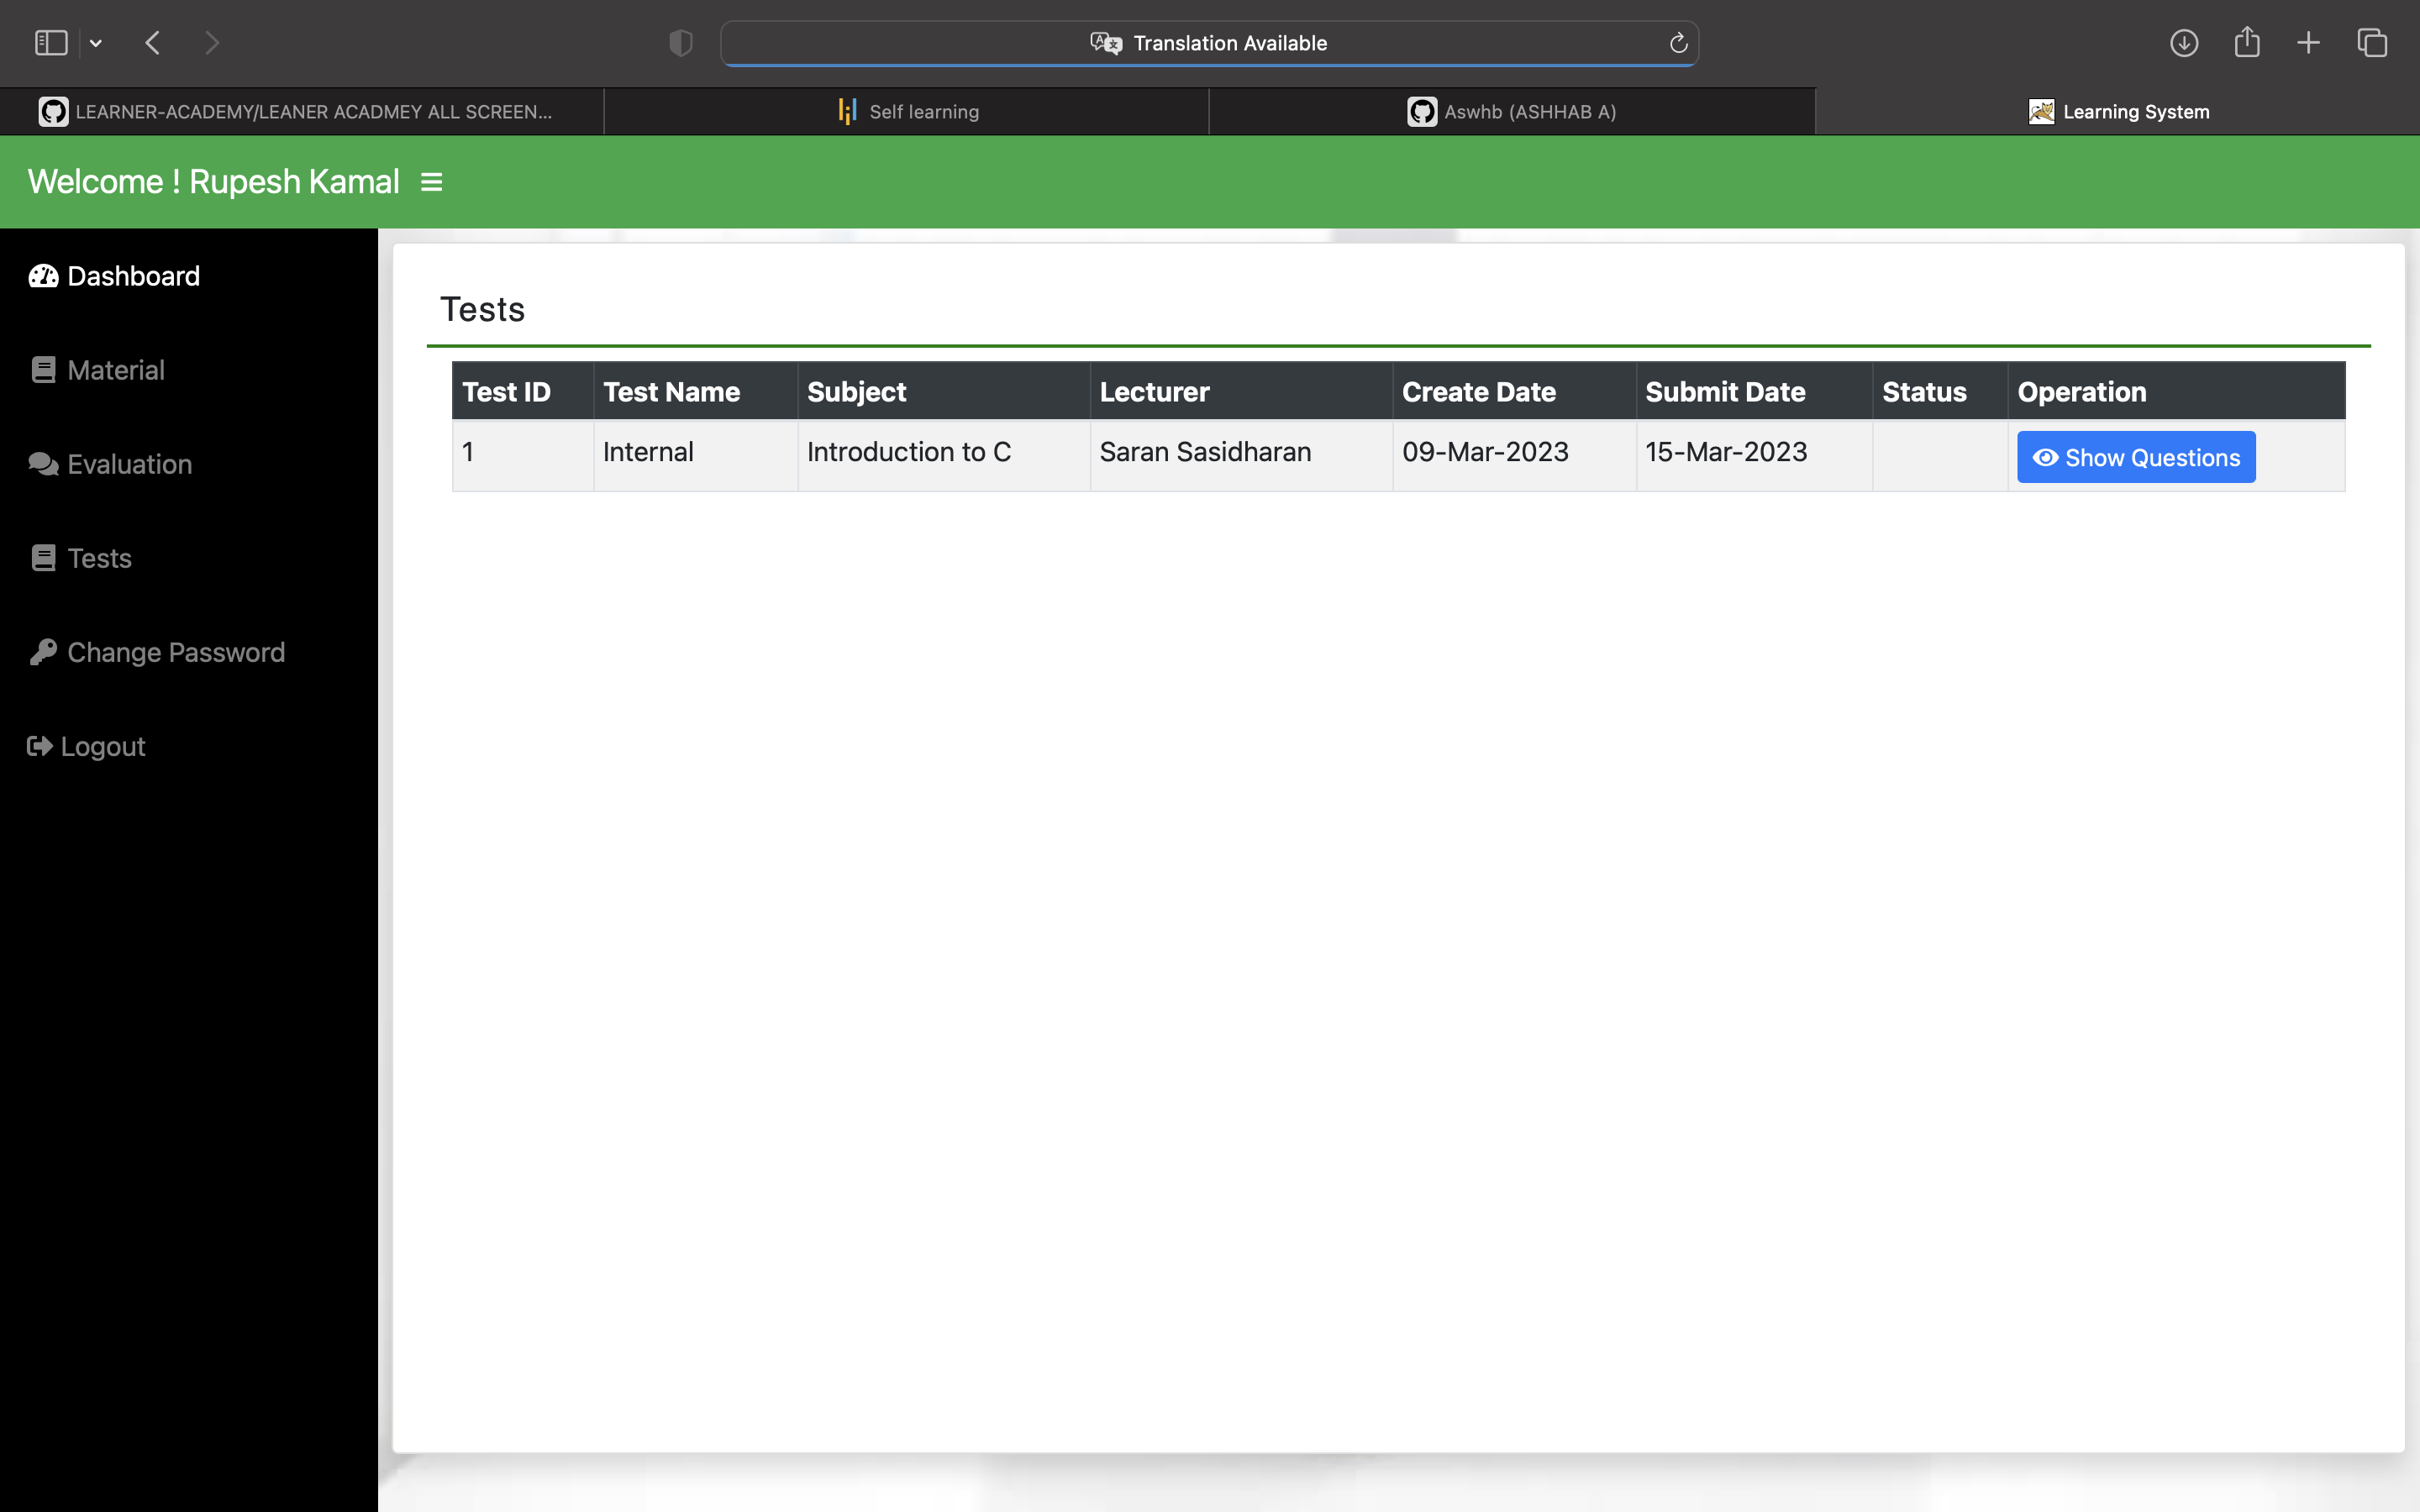 Translation Available
LEARNER-ACADEMY/LEANER ACADMEY ALL SCREEN... Self learning Aswhb (ASHHAB A) Learning System
Welcome ! Rupesh Kamal
Dashboard
Material
Evaluation
Tests
Change Password
Logout
Tests
Test ID Test Name Subject Lecturer Create Date Submit Date Status Operation
1 Internal Introduction to C Saran Sasidharan 09-Mar-2023 15-Mar-2023 Show Questions